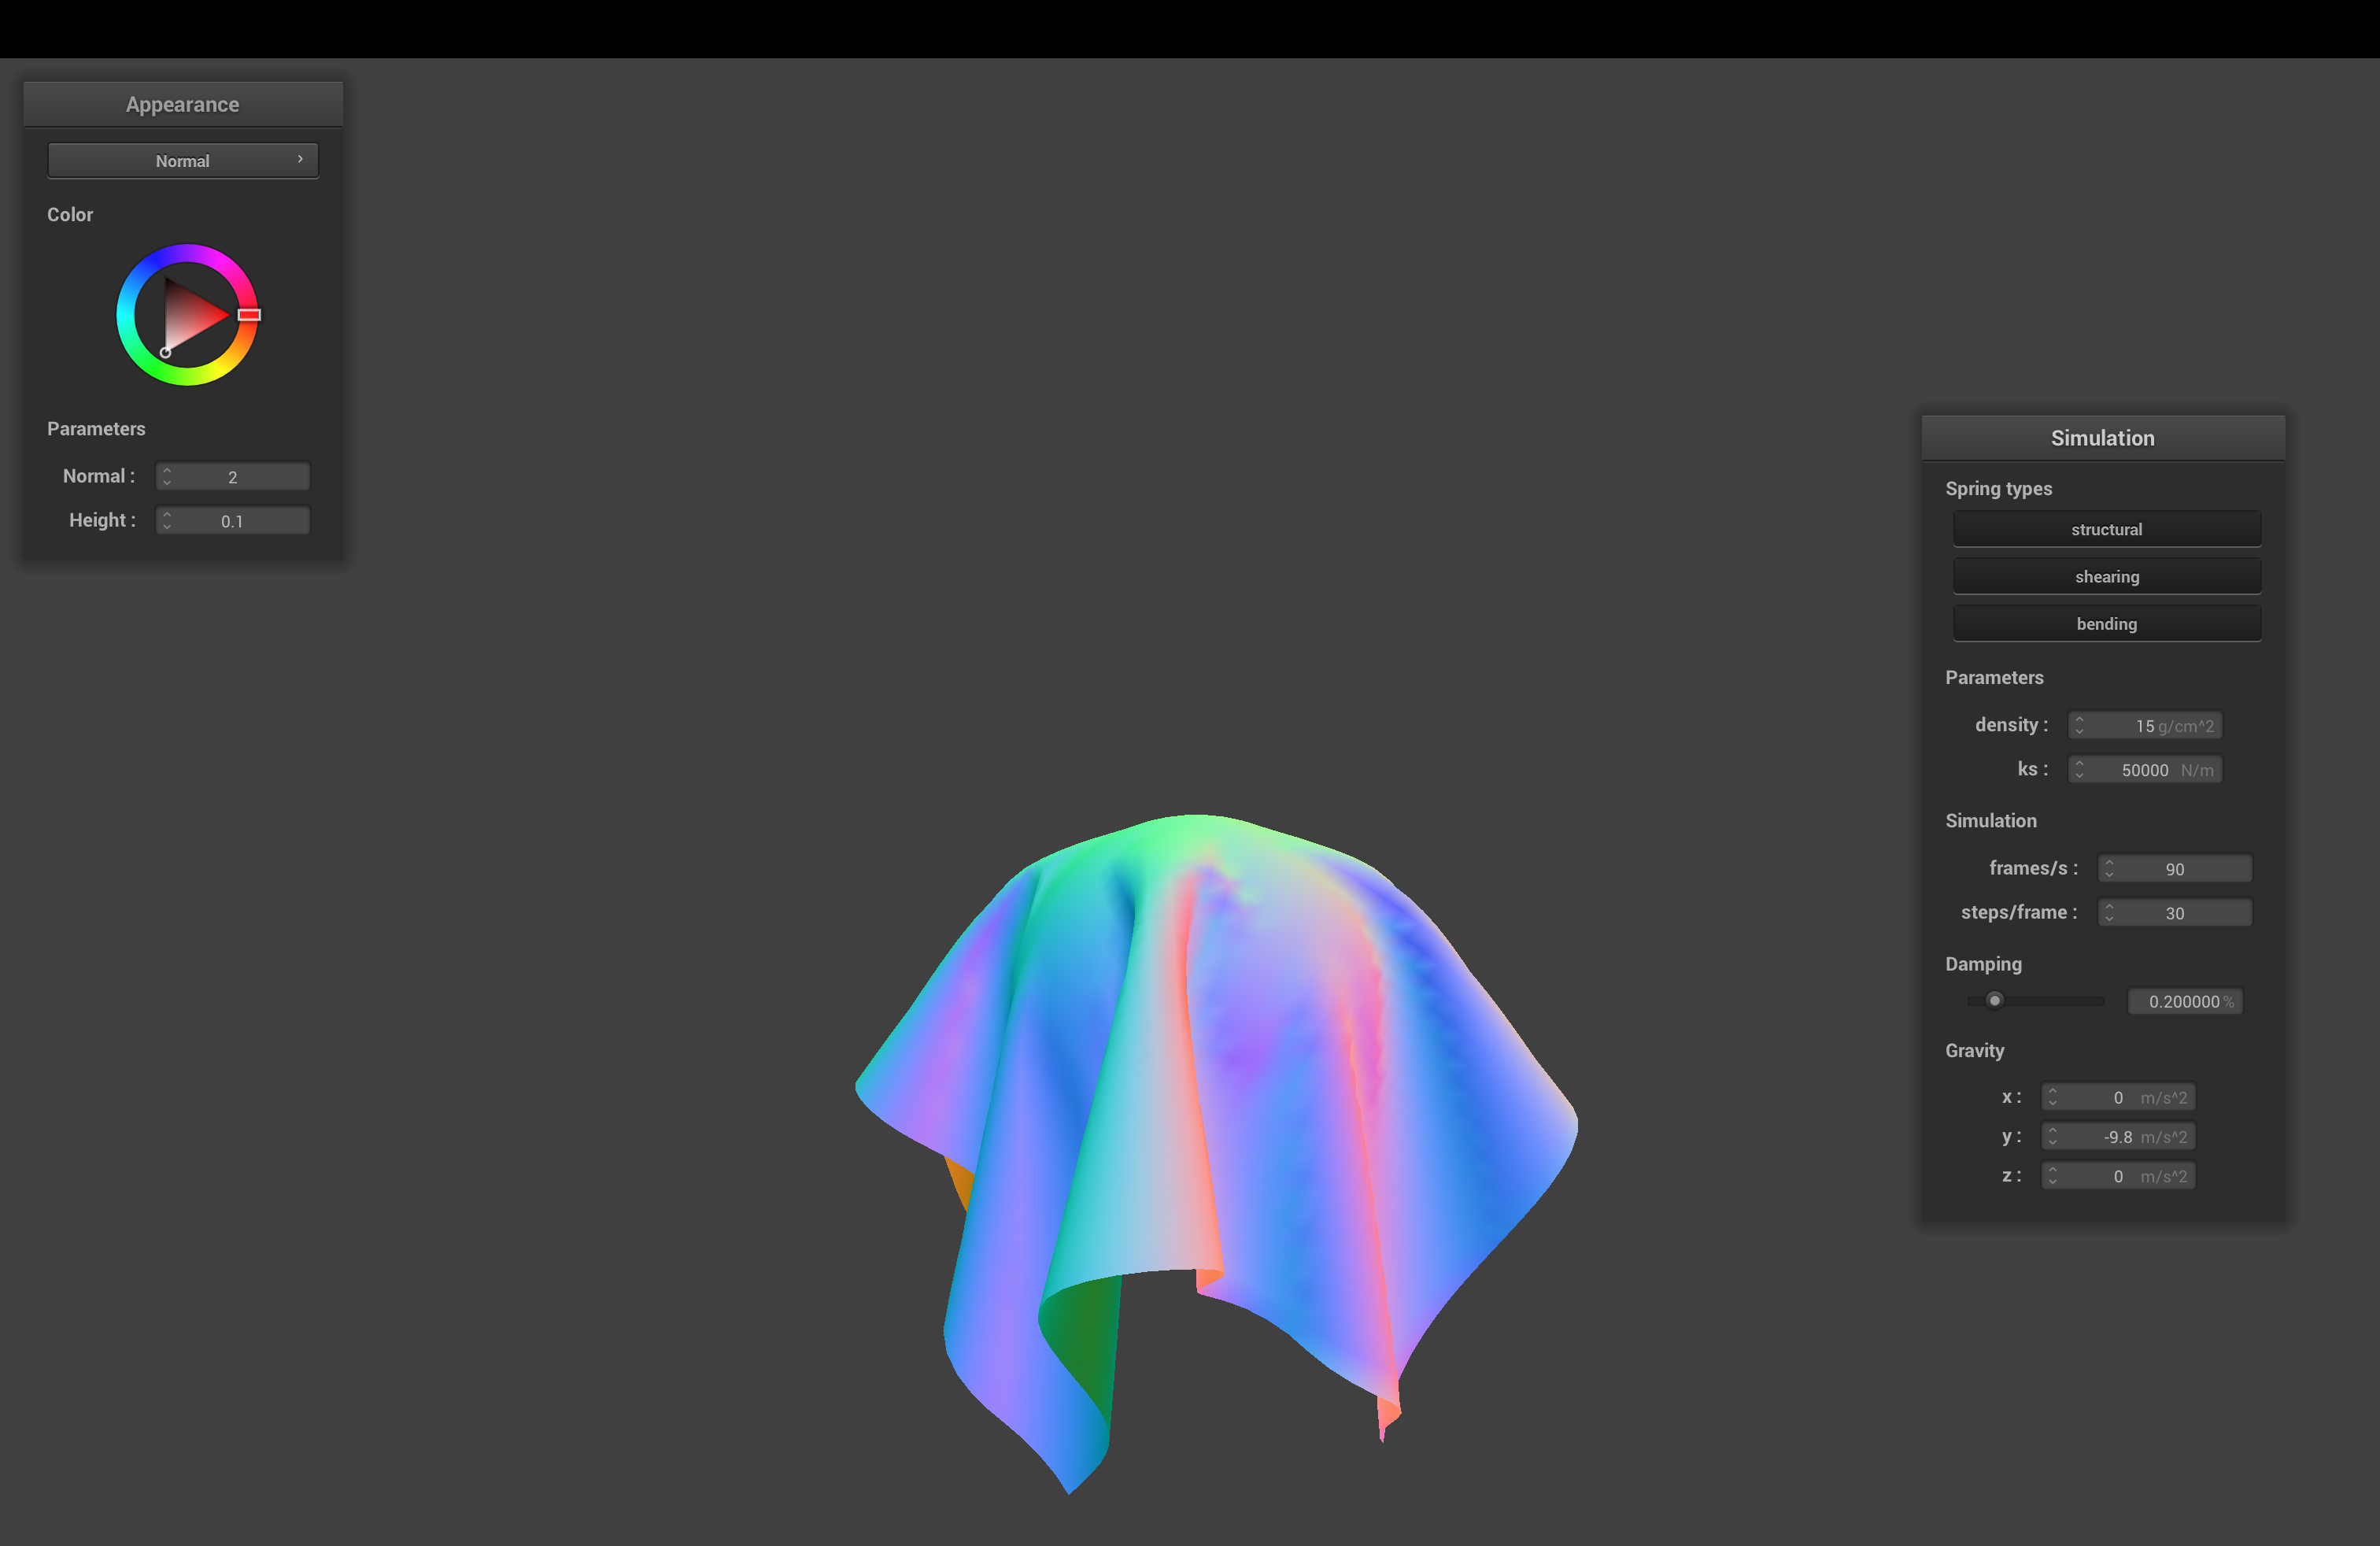 Appearance
Normal
Color
Parameters
Normal : 2
Height : 0.1
Simulation
Spring types
structural
shearing
bending
Parameters
density : 15 g/cm^2
ks : 50000 N/m
Simulation
frames/s : 90
steps/frame : 30
Damping
0.200000 %
Gravity
x : 0 m/s^2
y : -9.8 m/s^2
z : 0 m/s^2